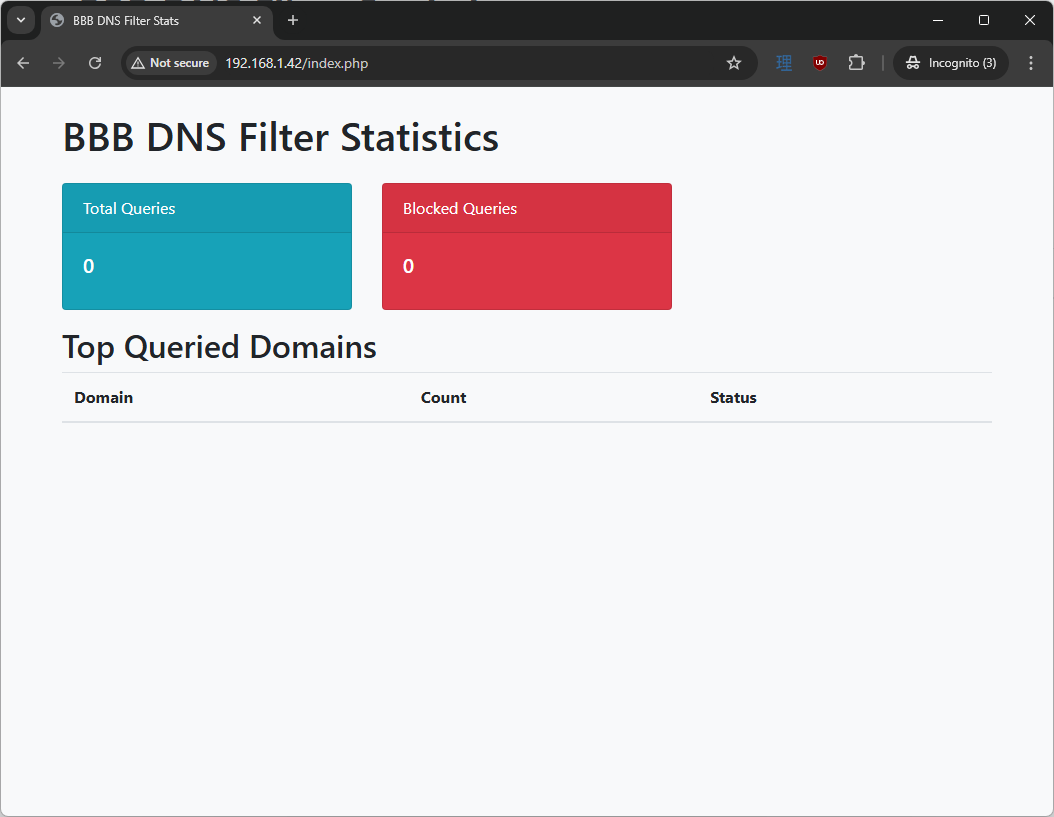 BBB DNS Filter Stats
Not secure 192.168.1.42/index.php Incognito (3)
BBB DNS Filter Statistics
Total Queries Blocked Queries
0 0
Top Queried Domains
Domain Count Status